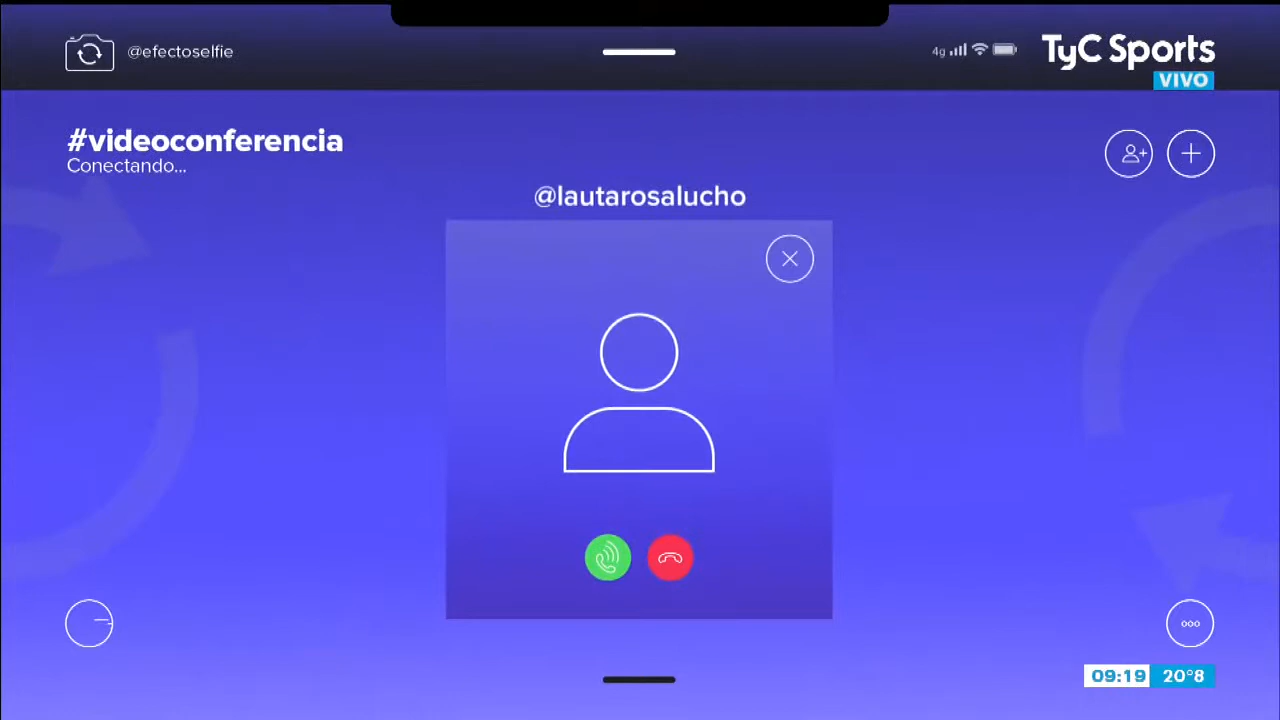 @efectoselfie
4g
TyC Sports
VIVO
#videoconferencia
Conectando...
@lautarosalucho
09:19 20°8